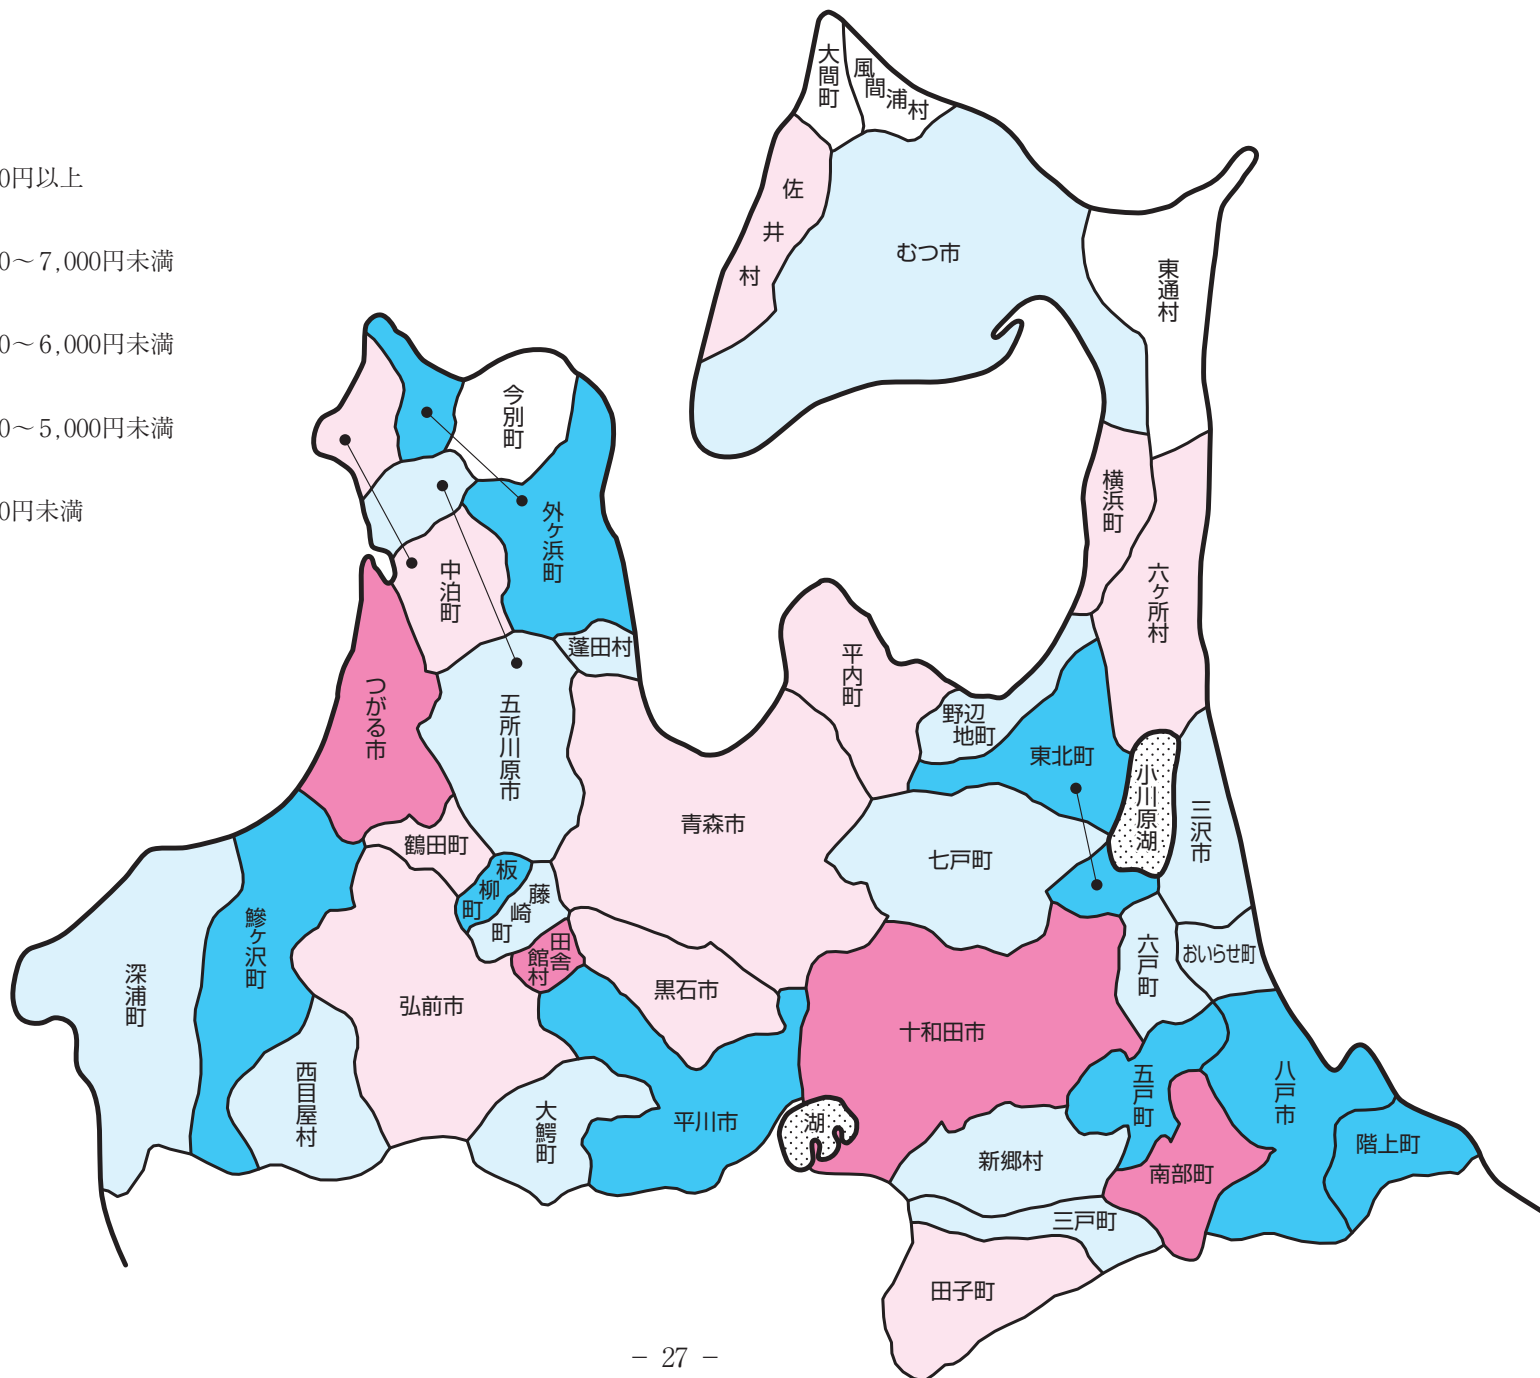 0円以上
0～7,000円未満
0～6,000円未満
0～5,000円未満
0円未満
大間町
風間浦村
佐井村
むつ市
東通村
今別町
外ヶ浜町
中泊町
蓬田村
横浜町
六ヶ所村
平内町
つがる市
五所川原市
野辺
地町
東北町
小川原湖
三沢市
青森市
鶴田町
七戸町
板柳町
藤崎町
田舎
館村
鰺ヶ沢町
深浦町
弘前市
黒石市
六戸町
おいらせ町
十和田市
西目屋村
大鰐町
平川市
湖
五戸町
八戸市
階上町
新郷村
南部町
三戸町
田子町
－ 27 －